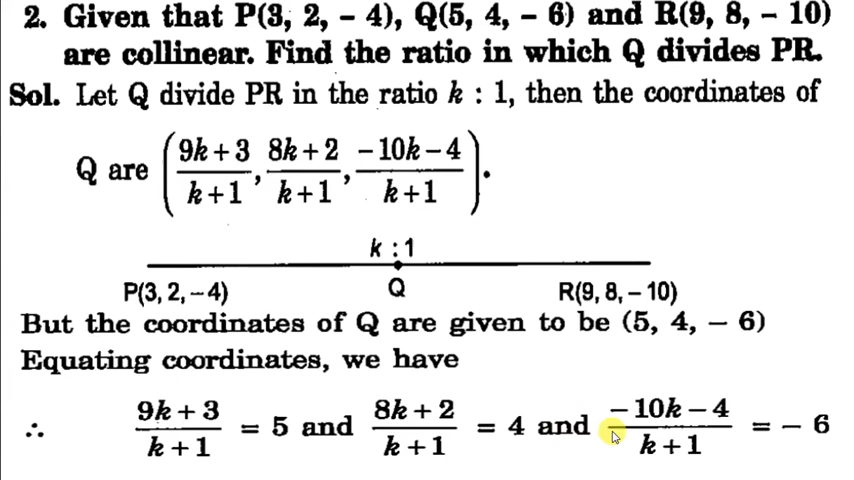 2. Given that P(3, 2, – 4), Q(5, 4, – 6) and R(9, 8, – 10)
are collinear. Find the ratio in which Q divides PR.
Sol. Let Q divide PR in the ratio k : 1, then the coordinates of
Q are ( (9k + 3)/(k + 1), (8k + 2)/(k + 1), (–10k – 4)/(k + 1) ).
k : 1
P(3, 2, –4) Q R(9, 8, –10)
But the coordinates of Q are given to be (5, 4, – 6)
Equating coordinates, we have
∴ (9k + 3)/(k + 1) = 5 and (8k + 2)/(k + 1) = 4 and (–10k – 4)/(k + 1) = – 6